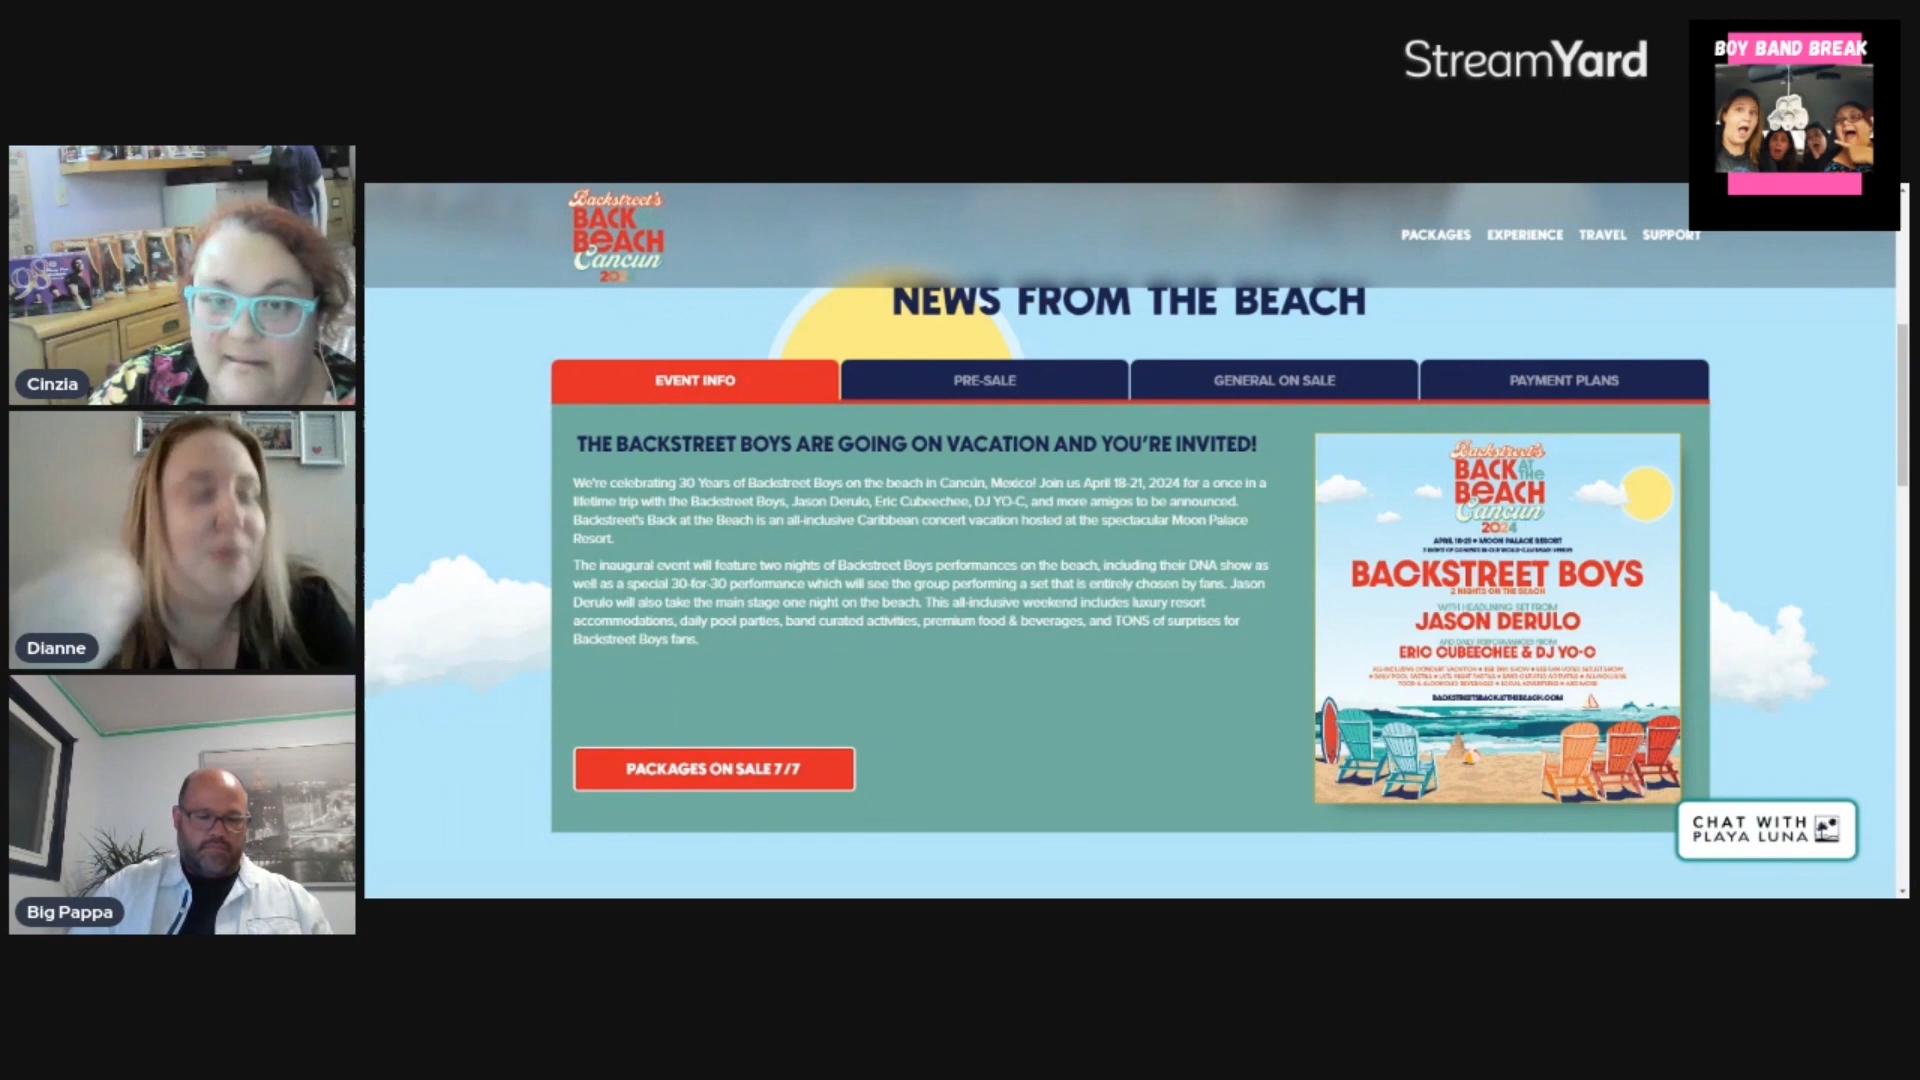 StreamYard
BOY BAND BREAK
Backstreet's
BACK
BEACH
Cancun
PACKAGES EXPERIENCE TRAVEL SUPPORT
NEWS FROM THE BEACH
EVENT INFO
PRE-SALE
GENERAL ON SALE
PAYMENT PLANS
THE BACKSTREET BOYS ARE GOING ON VACATION AND YOU'RE INVITED!
We're celebrating 30 Years of Backstreet Boys on the beach in Cancún, Mexico! Join us April 18-21, 2024 for a once in a
lifetime trip with the Backstreet Boys, Jason Derulo, Eric Cubeechee, DJ YO-C, and more amigos to be announced.
Backstreet's Back at the Beach is an all-inclusive Caribbean concert vacation hosted at the spectacular Moon Palace
Resort.
The inaugural event will feature two nights of Backstreet Boys performances on the beach, including their DNA show as
well as a special 30-for-30 performance which will see the group performing a set that is entirely chosen by fans. Jason
Derulo will also take the main stage one night on the beach. This all-inclusive weekend includes luxury resort
accommodations, daily pool parties, band curated activities, premium food & beverages, and TONS of surprises for
Backstreet Boys fans.
PACKAGES ON SALE 7/7
Backstreet's
BACK AT THE
BEACH
Cancun
2024
APRIL 18-21 • MOON PALACE RESORT
BACKSTREET BOYS
2 NIGHTS ON THE BEACH
WITH HEADLINING SET FROM
JASON DERULO
AND DAILY PERFORMANCES FROM
ERIC CUBEECHEE & DJ YO-C
BACKSTREETSBACKATTHEBEACH.COM
CHAT WITH
PLAYA LUNA
Cinzia
98
Dianne
Big Pappa